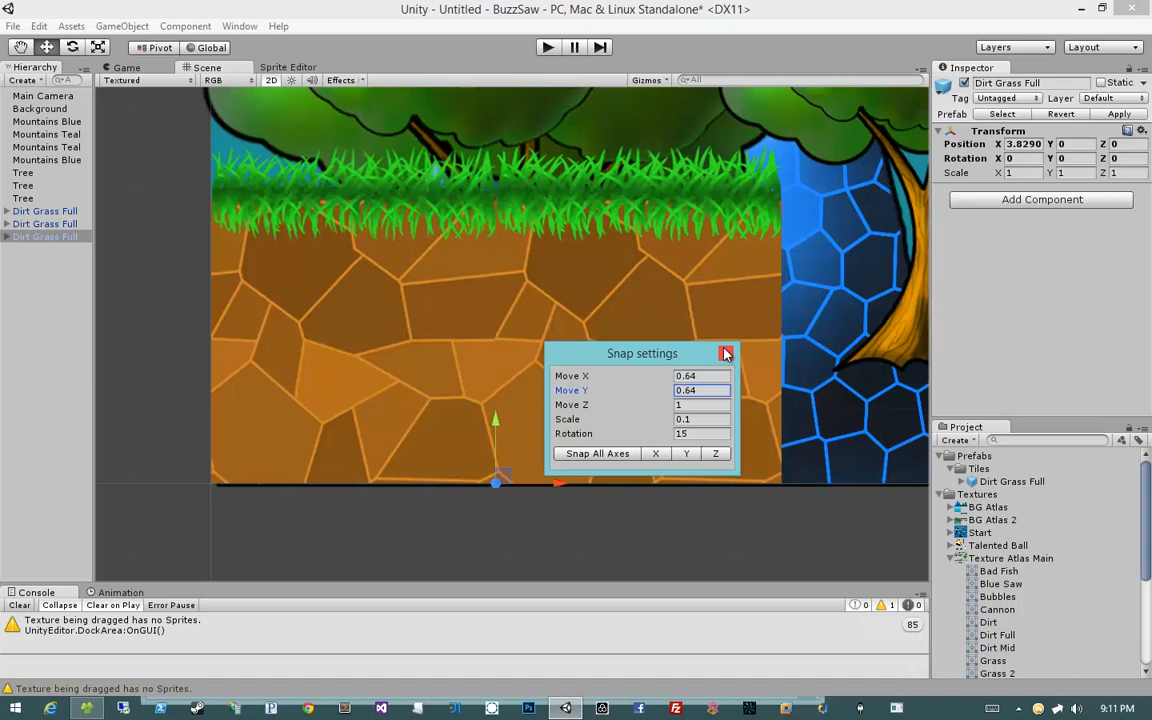 Unity - Untitled - BuzzSaw - PC, Mac & Linux Standalone* <DX11>
File Edit Assets GameObject Component Window Help
Pivot Global Layers Layout
Hierarchy Game Scene Sprite Editor Inspector
Create All Textured RGB 2D Effects Gizmos All
Dirt Grass Full Static
Tag Untagged Layer Default
Prefab Select Revert Apply
Transform
Position X 3.8290 Y 0 Z 0
Rotation X 0 Y 0 Z 0
Scale X 1 Y 1 Z 1
Add Component
Main Camera
Background
Mountains Blue
Mountains Teal
Mountains Teal
Mountains Blue
Tree
Tree
Tree
Dirt Grass Full
Dirt Grass Full
Dirt Grass Full
Snap settings
Move X 0.64
Move Y 0.64
Move Z 1
Scale 0.1
Rotation 15
Snap All Axes X Y Z
Project
Create
Prefabs
Tiles
Dirt Grass Full
Textures
BG Atlas
BG Atlas 2
Start
Talented Ball
Texture Atlas Main
Bad Fish
Blue Saw
Bubbles
Cannon
Dirt
Dirt Full
Dirt Mid
Grass
Grass 2
Console Animation
Clear Collapse Clear on Play Error Pause 0 1 0
Texture being dragged has no Sprites.
UnityEditor.DockArea:OnGUI()
85
Texture being dragged has no Sprites.
9:11 PM